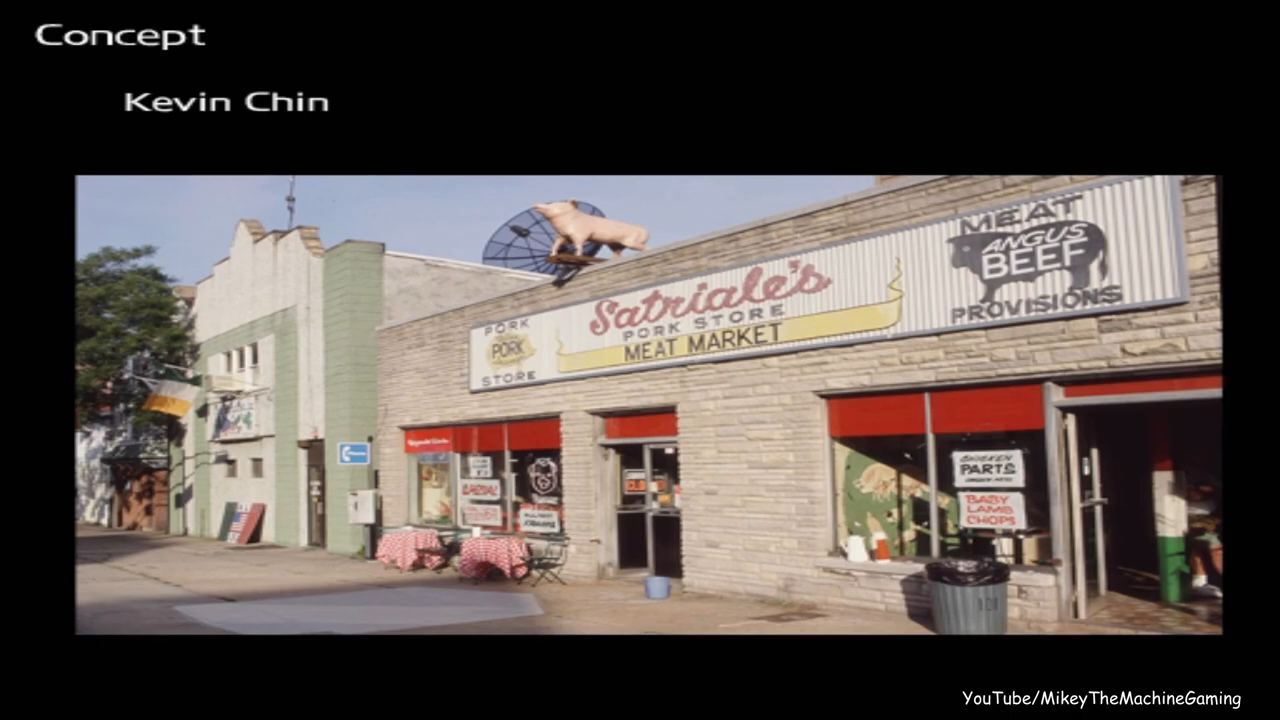 Concept
Kevin Chin
Satriale's
PORK STORE
MEAT MARKET
PORK
PORK
STORE
MEAT
ANGUS
BEEF
PROVISIONS
CHICKEN
PARTS
BABY
LAMB
CHOPS
YouTube/MikeyTheMachineGaming